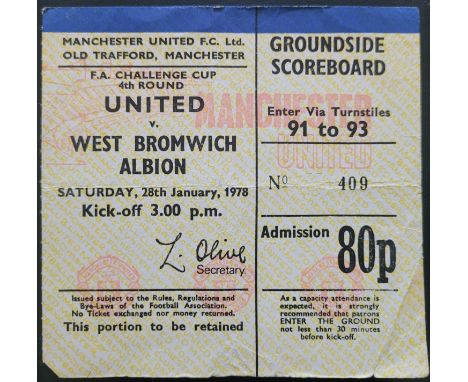 MANCHESTER UNITED F.C. Ltd.
OLD TRAFFORD, MANCHESTER
F.A. CHALLENGE CUP
4th ROUND
UNITED
v.
WEST BROMWICH
ALBION
SATURDAY, 28th January, 1978
Kick-off 3.00 p.m.
L. Olive
Secretary.
Issued subject to the Rules, Regulations and
Bye-Laws of the Football Association.
No Ticket exchanged nor money returned.
This portion to be retained
GROUNDSIDE
SCOREBOARD
MANCHESTER
UNITED
Enter Via Turnstiles
91 to 93
Nº 409
Admission 80p
As a capacity attendance is
expected, it is strongly
recommended that patrons
ENTER THE GROUND
not less than 30 minutes
before kick-off.